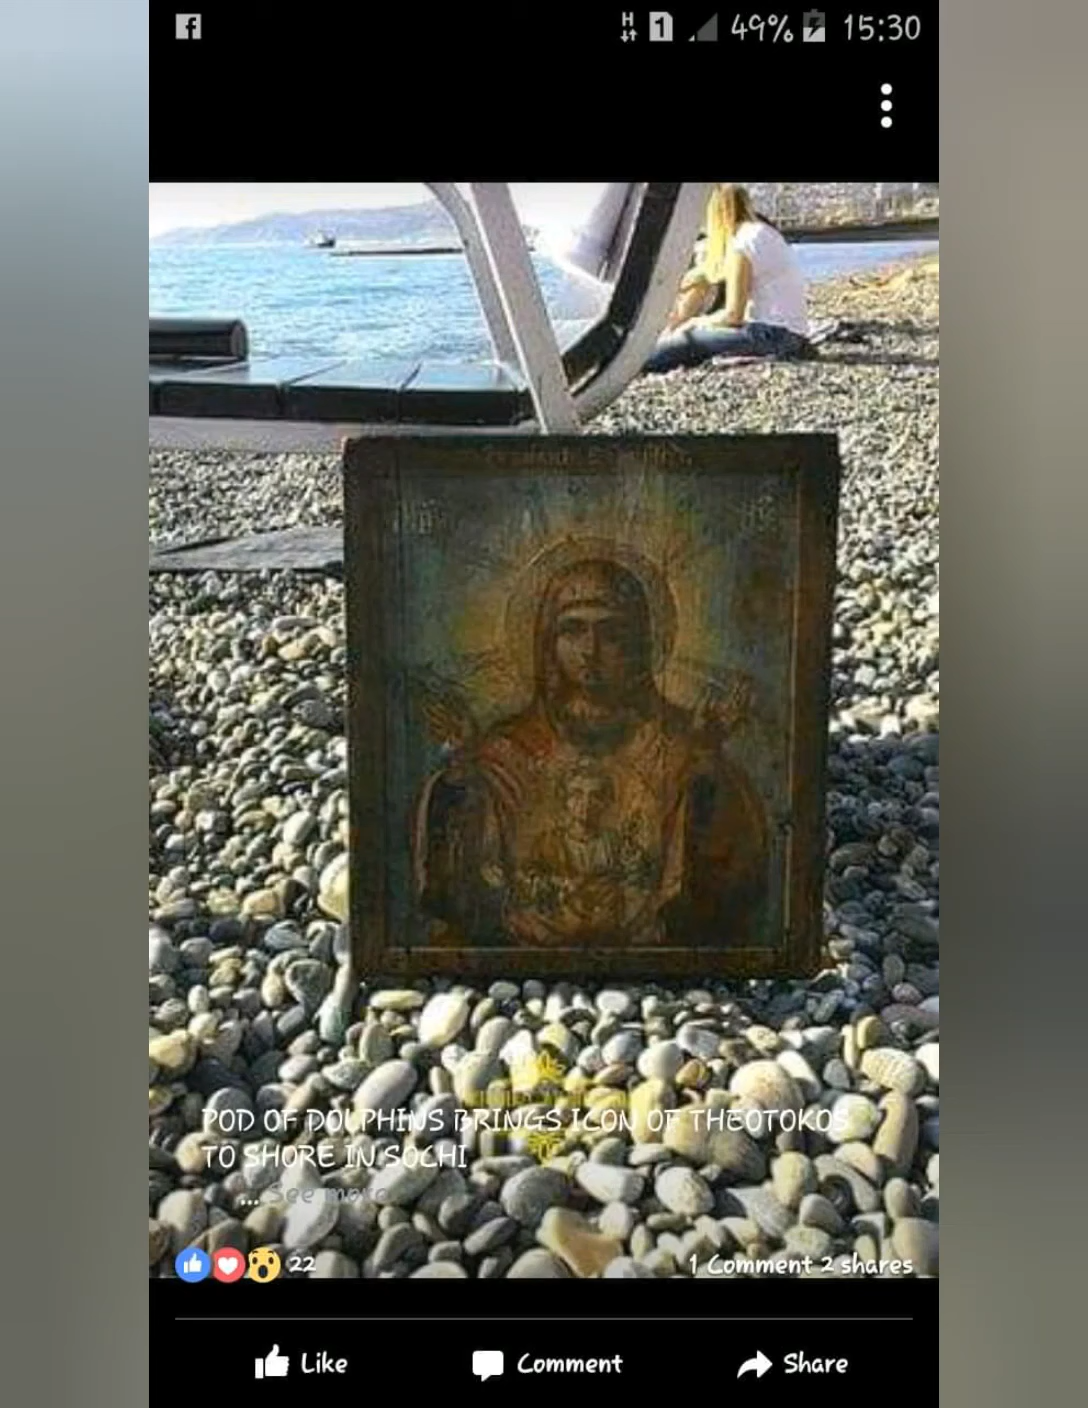 H 1 49% 15:30
POD OF DOLPHINS BRINGS ICON OF THEOTOKOS
TO SHORE IN SOCHI
... See more
22
1 Comment 2 shares
Like Comment Share